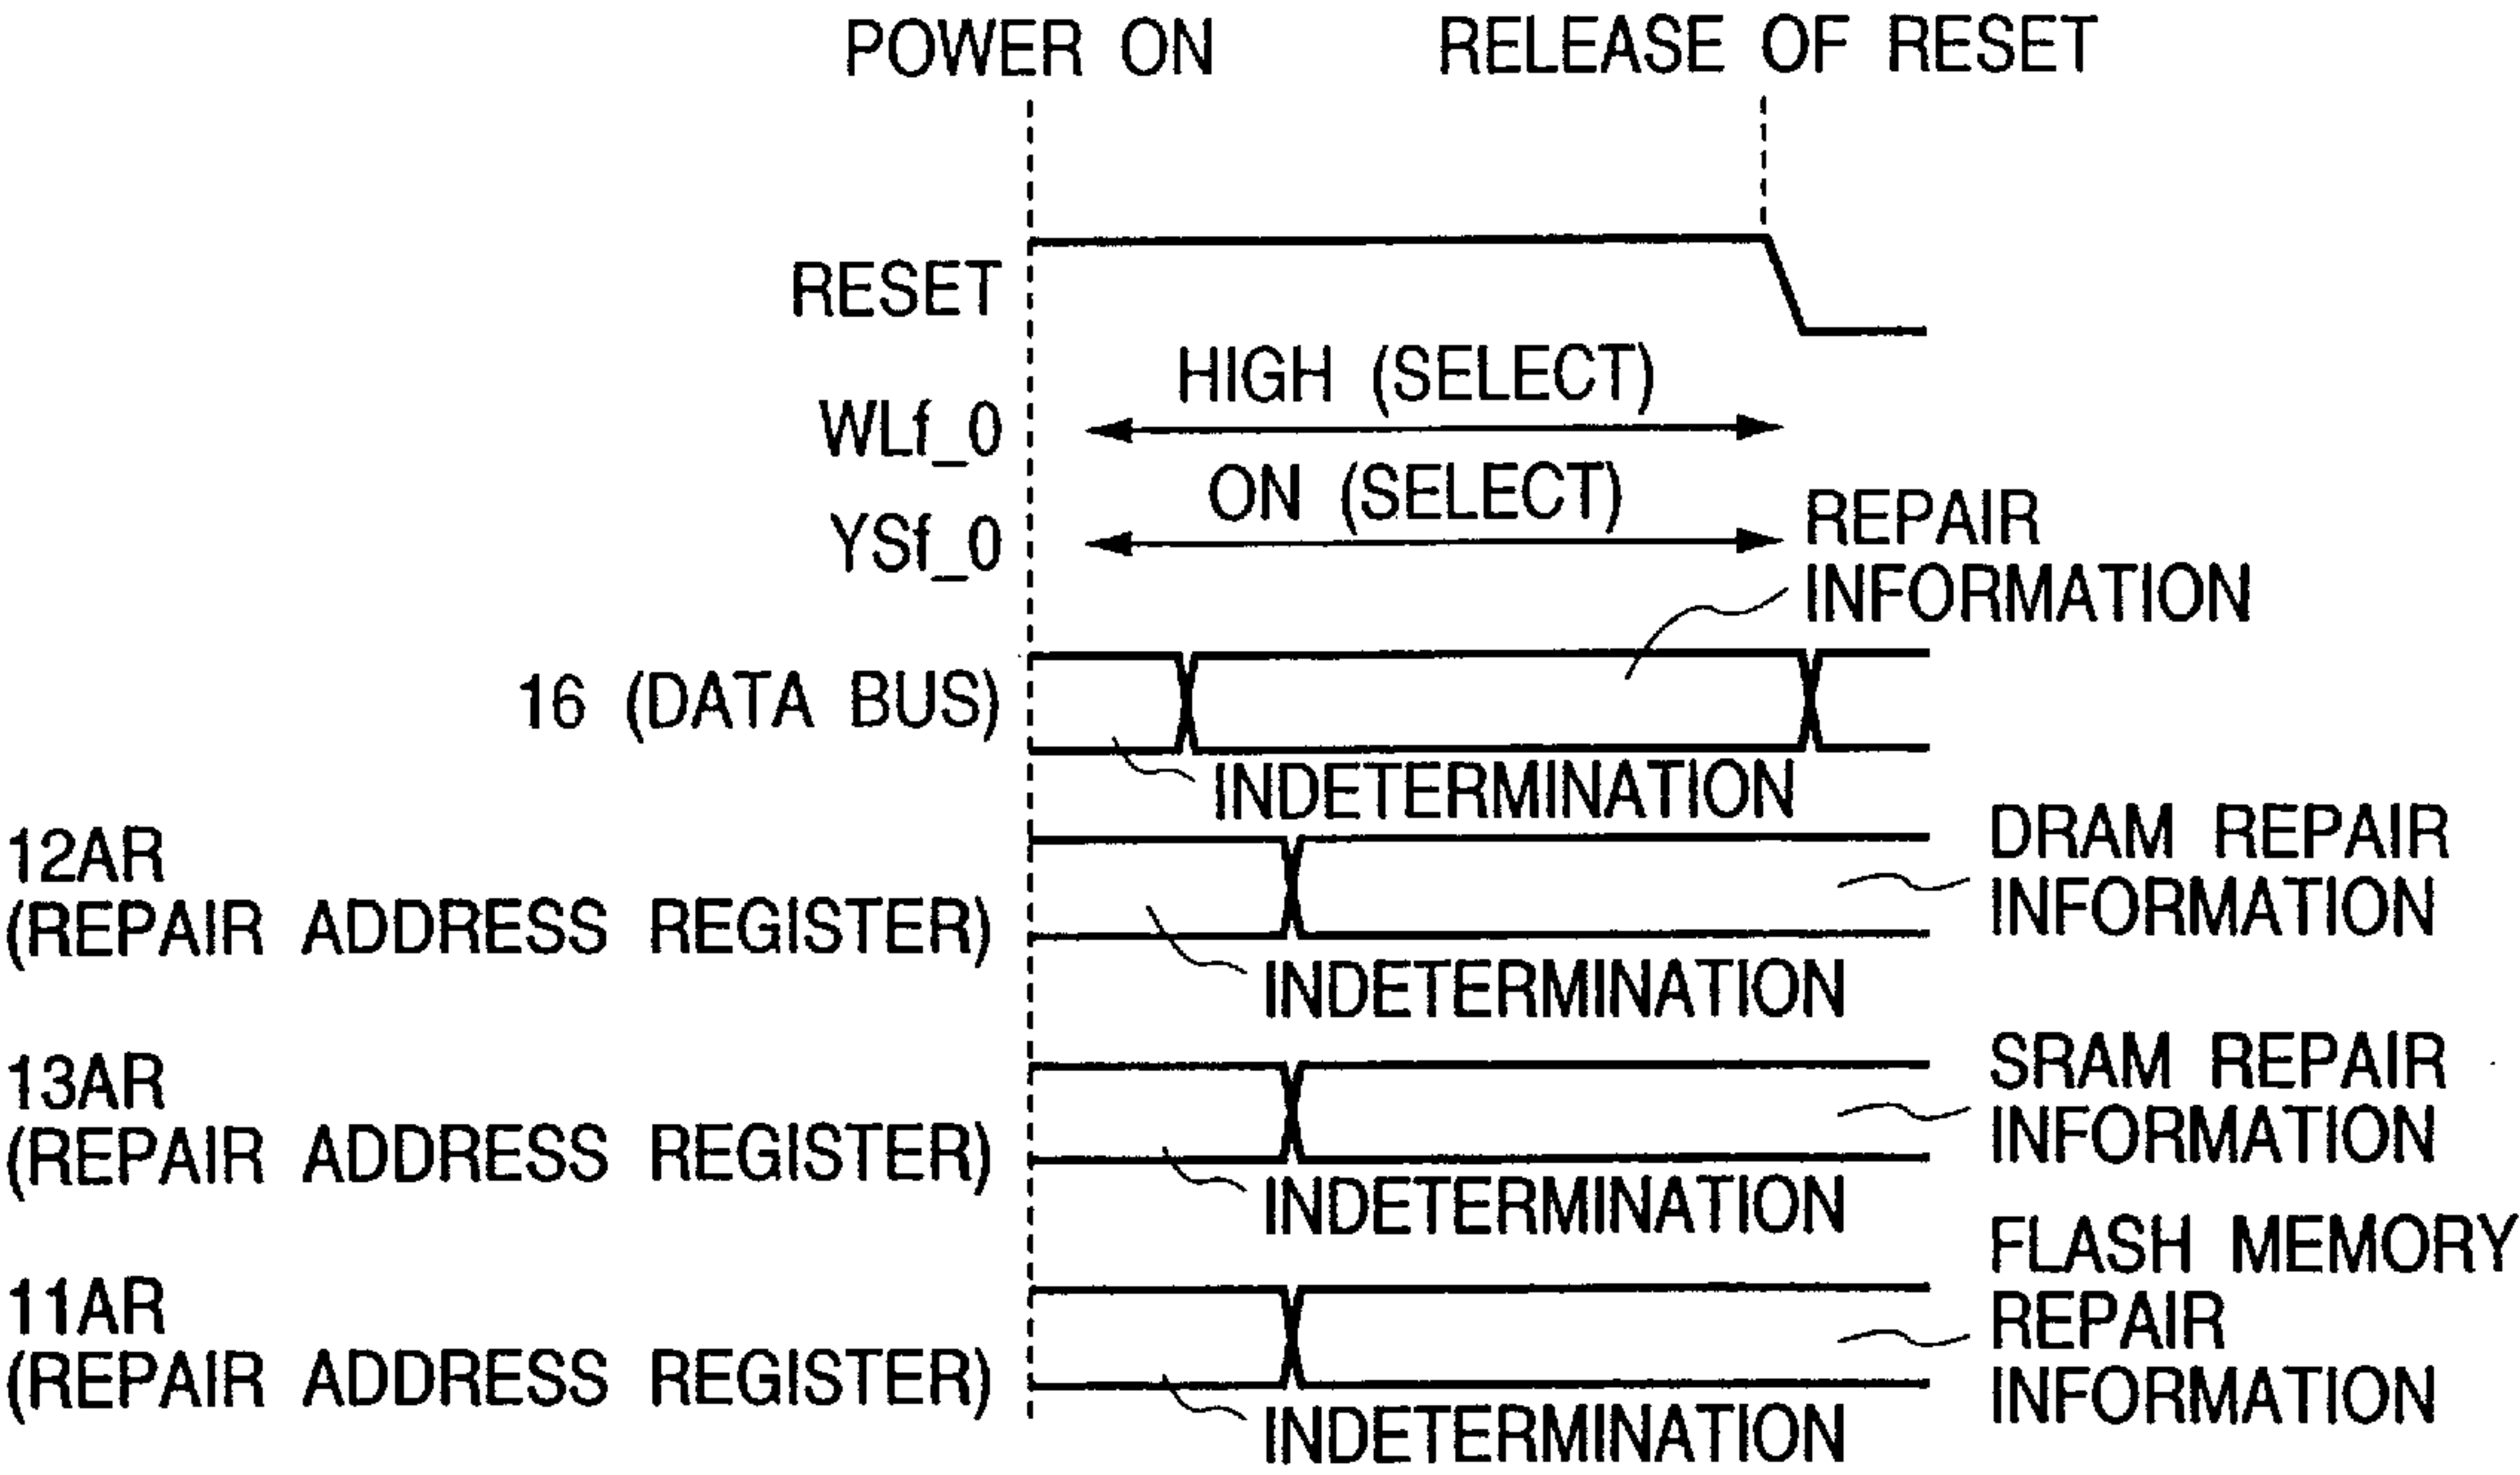 POWER ON
RELEASE OF RESET
RESET
HIGH (SELECT)
WLf_0
ON (SELECT)
YSf_0
REPAIR
INFORMATION
16 (DATA BUS)
INDETERMINATION
12AR
(REPAIR ADDRESS REGISTER)
DRAM REPAIR
INFORMATION
INDETERMINATION
13AR
(REPAIR ADDRESS REGISTER)
SRAM REPAIR
INFORMATION
INDETERMINATION
11AR
(REPAIR ADDRESS REGISTER)
FLASH MEMORY
REPAIR
INFORMATION
INDETERMINATION